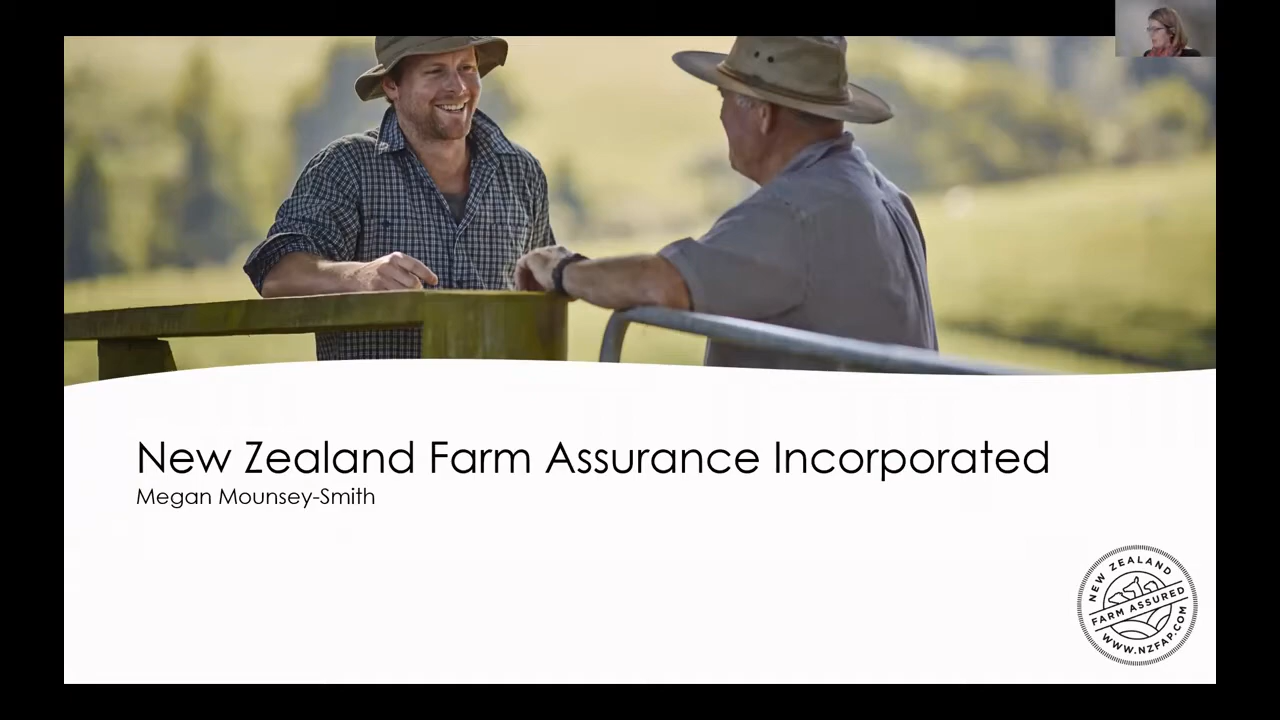 New Zealand Farm Assurance Incorporated
Megan Mounsey-Smith
NEW ZEALAND
FARM ASSURED
WWW.NZFAP.COM